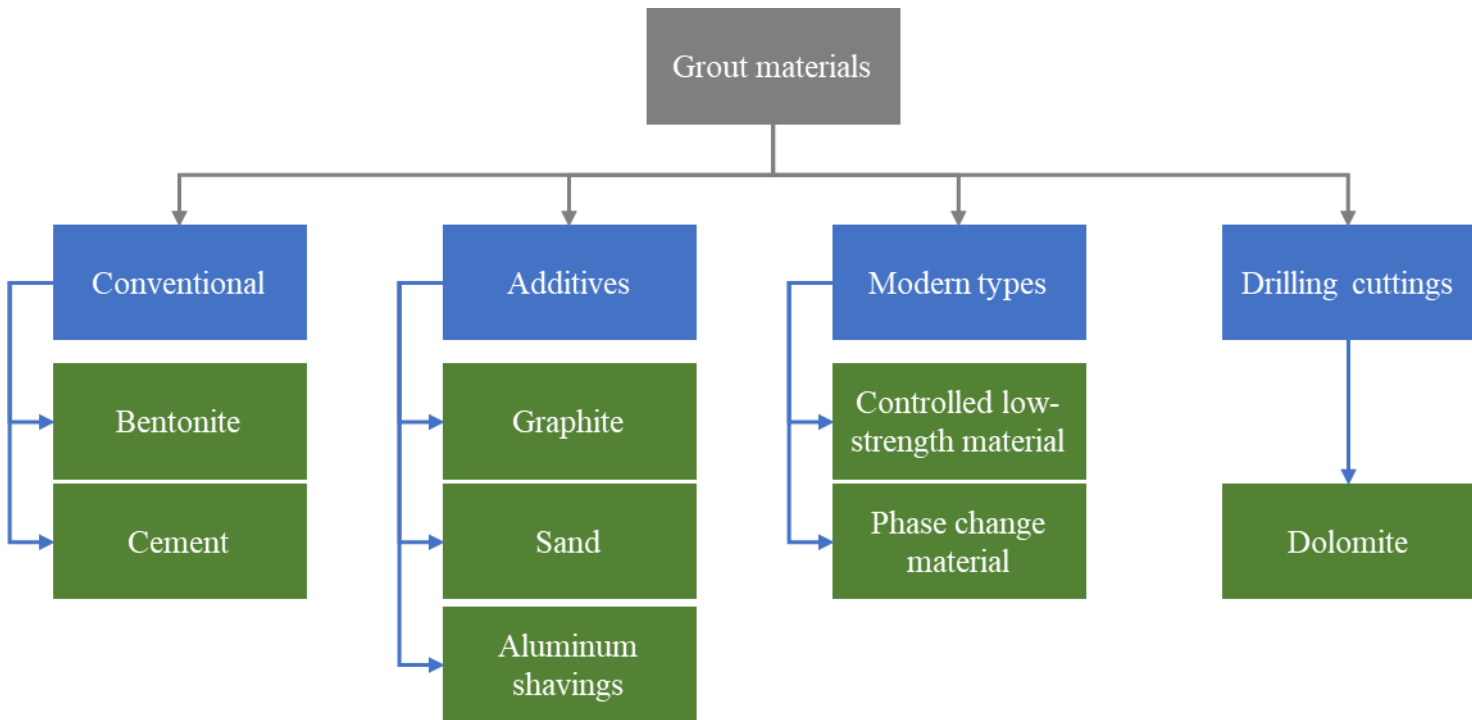 Grout materials
Conventional
Additives
Modern types
Drilling cuttings
Bentonite
Graphite
Controlled low-
strength material
Cement
Sand
Phase change
material
Dolomite
Aluminum
shavings